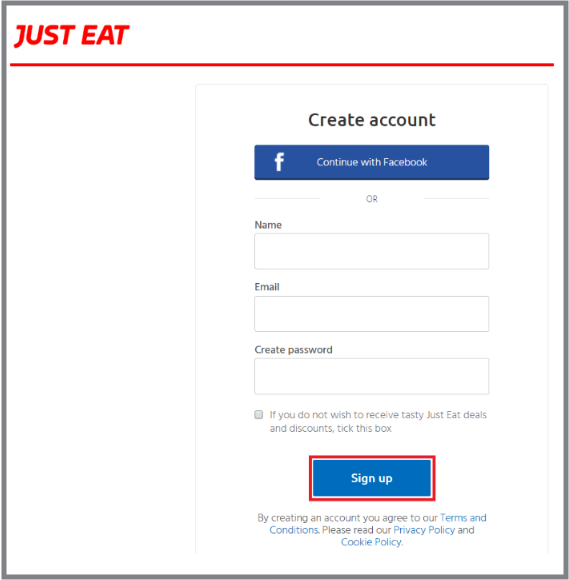 JUST EAT
Create account
f
Continue with Facebook
OR
Name
Email
Create password
If you do not wish to receive tasty Just Eat deals
and discounts, tick this box
Sign up
By creating an account you agree to our Terms and
Conditions. Please read our Privacy Policy and
Cookie Policy.